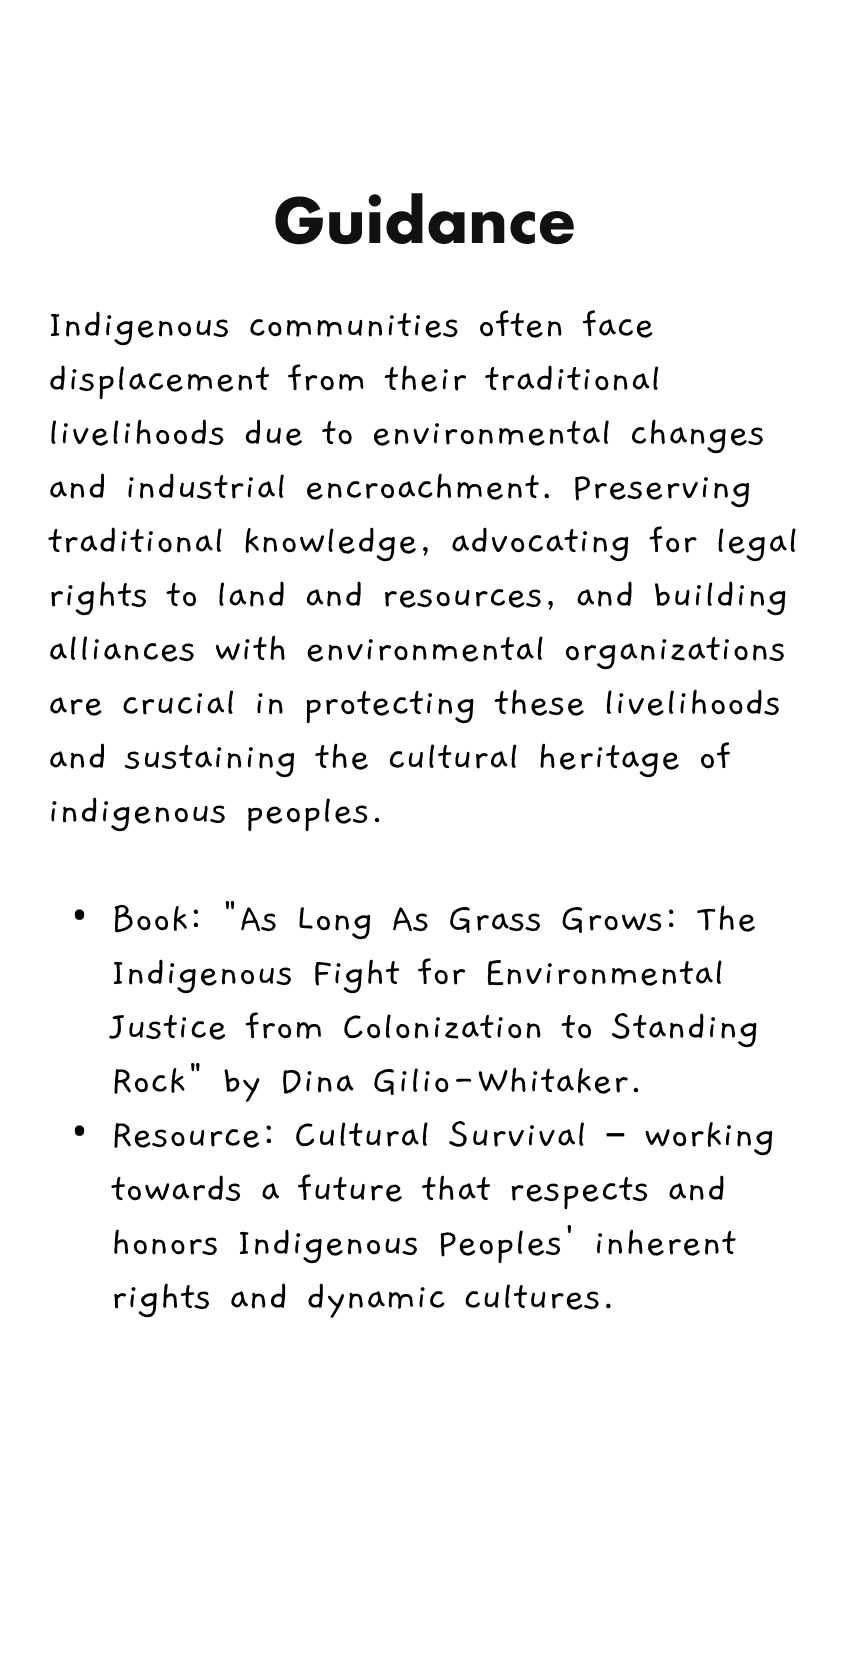 Guidance
Indigenous communities often face
displacement from their traditional
livelihoods due to environmental changes
and industrial encroachment. Preserving
traditional knowledge, advocating for legal
rights to land and resources, and building
alliances with environmental organizations
are crucial in protecting these livelihoods
and sustaining the cultural heritage of
indigenous peoples.
• Book: "As Long As Grass Grows: The
Indigenous Fight for Environmental
Justice from Colonization to Standing
Rock" by Dina Gilio-Whitaker.
• Resource: Cultural Survival – working
towards a future that respects and
honors Indigenous Peoples' inherent
rights and dynamic cultures.